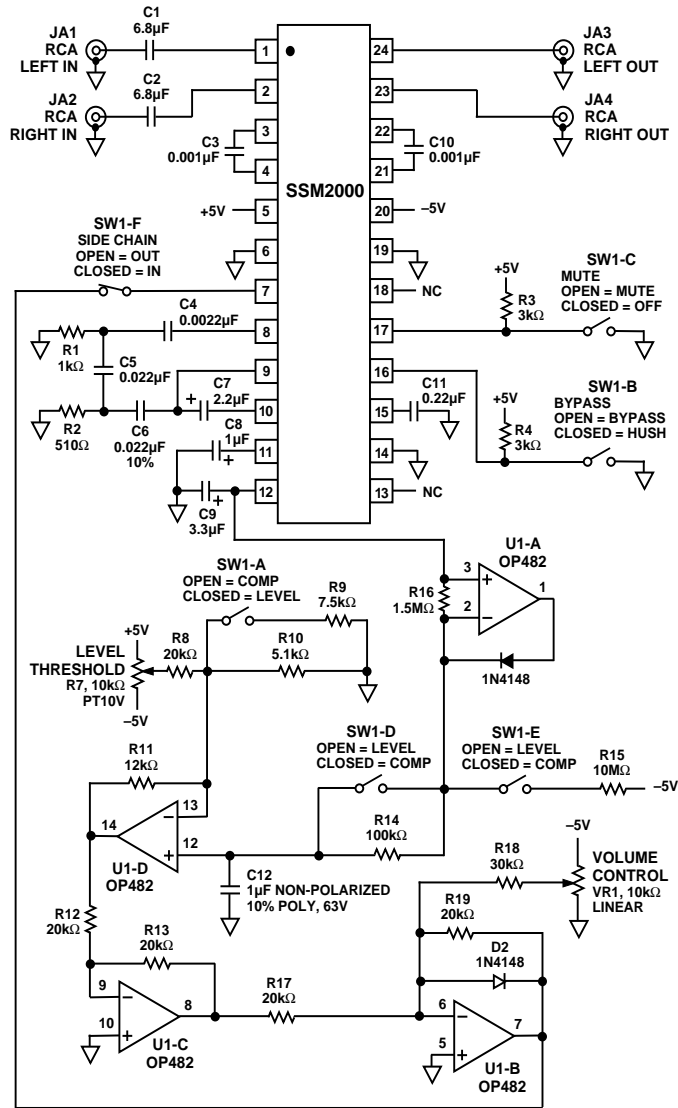 C1
6.8µF
JA1
RCA
LEFT IN
C2
6.8µF
JA2
RCA
RIGHT IN
C3
0.001µF
+5V
1
2
3
4
5
6
7
8
9
10
11
12
SSM2000
24
23
22
21
20
19
18
17
16
15
14
13
JA3
RCA
LEFT OUT
JA4
RCA
RIGHT OUT
C10
0.001µF
–5V
NC
SW1-F
SIDE CHAIN
OPEN = OUT
CLOSED = IN
C4
0.0022µF
R1
1kΩ
C5
0.022µF
R2
510Ω
C6
0.022µF
10%
+
C7
2.2µF
C8
1µF
+
C9
3.3µF
+
+5V
R3
3kΩ
SW1-C
MUTE
OPEN = MUTE
CLOSED = OFF
C11
0.22µF
+5V
R4
3kΩ
SW1-B
BYPASS
OPEN = BYPASS
CLOSED = HUSH
NC
U1-A
OP482
3
+
2
–
1
R16
1.5MΩ
1N4148
SW1-A
OPEN = COMP
CLOSED = LEVEL
R9
7.5kΩ
R10
5.1kΩ
+5V
LEVEL
THRESHOLD
R7, 10kΩ
PT10V
–5V
R8
20kΩ
R11
12kΩ
SW1-D
OPEN = LEVEL
CLOSED = COMP
SW1-E
OPEN = LEVEL
CLOSED = COMP
R15
10MΩ
–5V
14
–
13
+
12
U1-D
OP482
R14
100kΩ
C12
1µF NON-POLARIZED
10% POLY, 63V
–5V
R18
30kΩ
VOLUME
CONTROL
VR1, 10kΩ
LINEAR
R19
20kΩ
D2
1N4148
R12
20kΩ
R13
20kΩ
9
–
10
+
8
U1-C
OP482
R17
20kΩ
6
–
5
+
7
U1-B
OP482